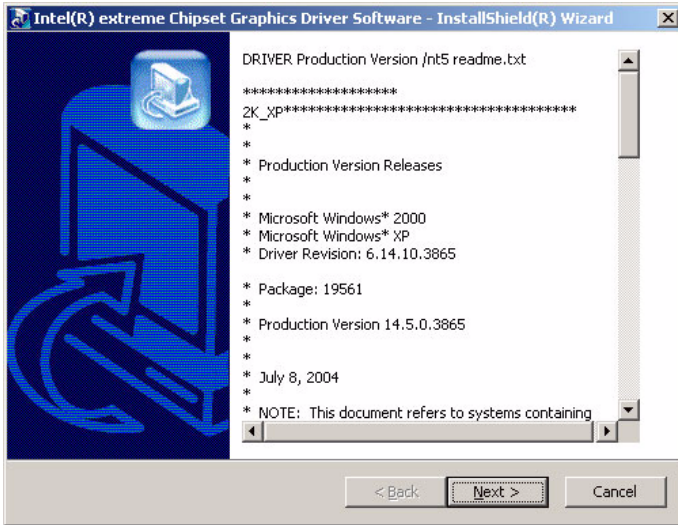 Intel(R) extreme Chipset Graphics Driver Software - InstallShield(R) Wizard
DRIVER Production Version /nt5 readme.txt
*******************
2K_XP************************************
*
*
* Production Version Releases
*
*
* Microsoft Windows* 2000
* Microsoft Windows* XP
* Driver Revision: 6.14.10.3865
* Package: 19561
*
* Production Version 14.5.0.3865
*
*
* July 8, 2004
*
* NOTE: This document refers to systems containing
< Back
Next >
Cancel